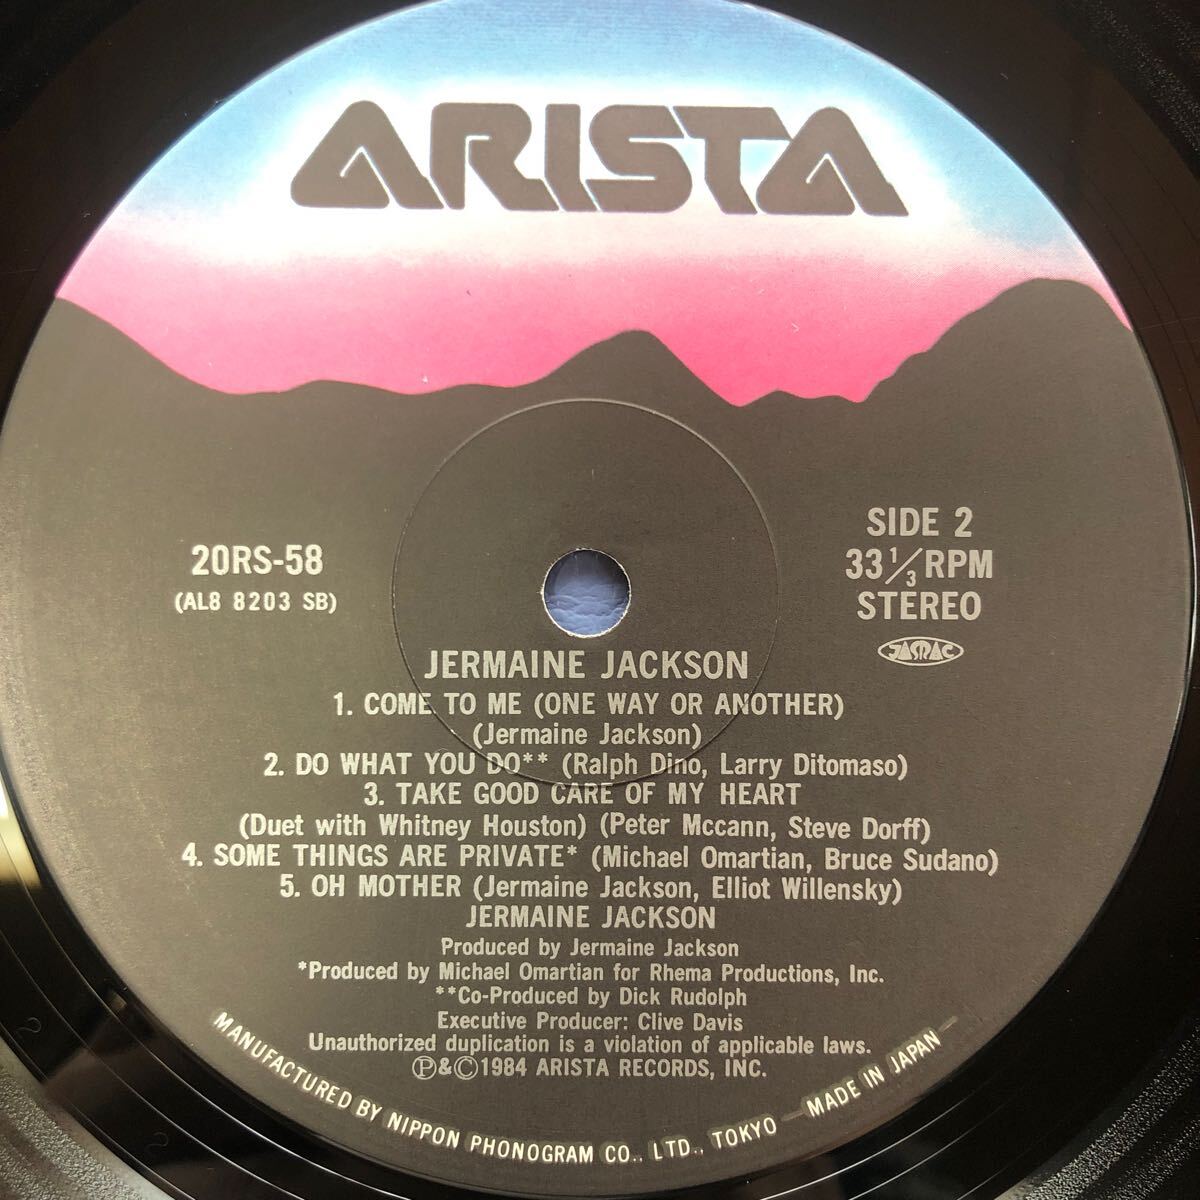 ARISTA
20RS-58
(AL8 8203 SB)
SIDE 2
33 1/3 RPM
STEREO
JASRAC
JERMAINE JACKSON
1. COME TO ME (ONE WAY OR ANOTHER)
(Jermaine Jackson)
2. DO WHAT YOU DO** (Ralph Dino, Larry Ditomaso)
3. TAKE GOOD CARE OF MY HEART
(Duet with Whitney Houston) (Peter Mccann, Steve Dorff)
4. SOME THINGS ARE PRIVATE* (Michael Omartian, Bruce Sudano)
5. OH MOTHER (Jermaine Jackson, Elliot Willensky)
JERMAINE JACKSON
Produced by Jermaine Jackson
*Produced by Michael Omartian for Rhema Productions, Inc.
**Co-Produced by Dick Rudolph
Executive Producer: Clive Davis
Unauthorized duplication is a violation of applicable laws.
Ⓟ&Ⓒ1984 ARISTA RECORDS, INC.
MANUFACTURED BY NIPPON PHONOGRAM CO., LTD., TOKYO —MADE IN JAPAN—